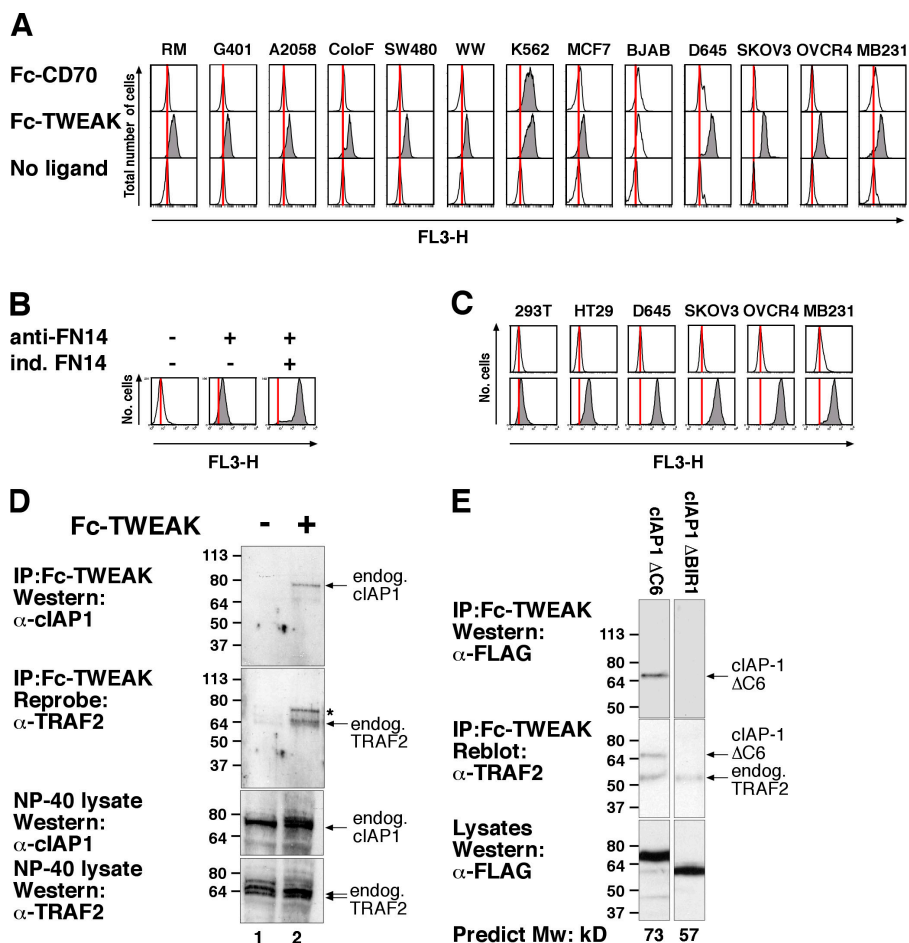 A
RM G401 A2058 ColoF SW480 WW K562 MCF7 BJAB D645 SKOV3 OVCR4 MB231
Fc-CD70
Fc-TWEAK
No ligand
Total number of cells
FL3-H
B
anti-FN14 - + +
ind. FN14 - - +
No. cells
FL3-H
C
293T HT29 D645 SKOV3 OVCR4 MB231
No. cells
FL3-H
D
Fc-TWEAK - +
IP:Fc-TWEAK
Western:
α-cIAP1
113
80
64
50
37
endog.
cIAP1
IP:Fc-TWEAK
Reprobe:
α-TRAF2
113
80
64
50
37
*
endog.
TRAF2
NP-40 lysate
Western:
α-cIAP1
80
64
endog.
cIAP1
NP-40 lysate
Western:
α-TRAF2
80
64
endog.
TRAF2
1 2
E
cIAP1 ΔC6
cIAP1 ΔBIR1
IP:Fc-TWEAK
Western:
α-FLAG
113
80
64
50
cIAP-1
ΔC6
IP:Fc-TWEAK
Reblot:
α-TRAF2
80
64
50
37
cIAP-1
ΔC6
endog.
TRAF2
Lysates
Western:
α-FLAG
80
64
50
37
Predict Mw: kD 73 57